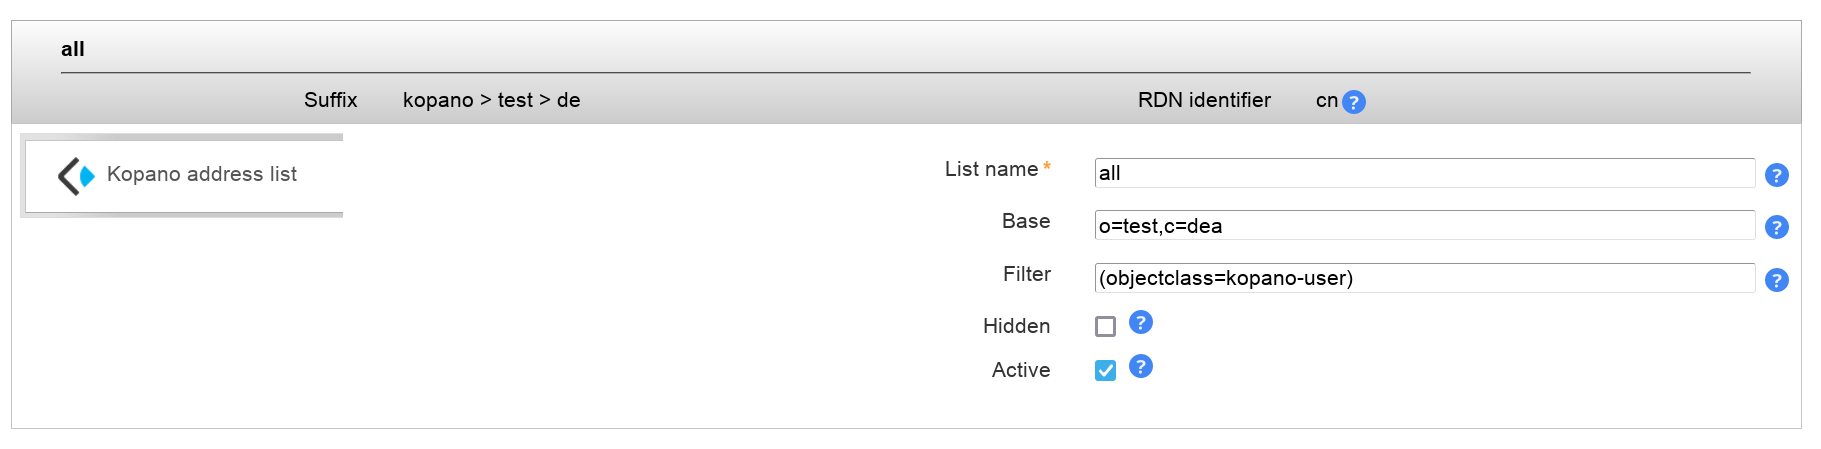 all
Suffix kopano > test > de RDN identifier cn ?
Kopano address list
List name * all ?
Base o=test,c=dea ?
Filter (objectclass=kopano-user) ?
Hidden ?
Active ?